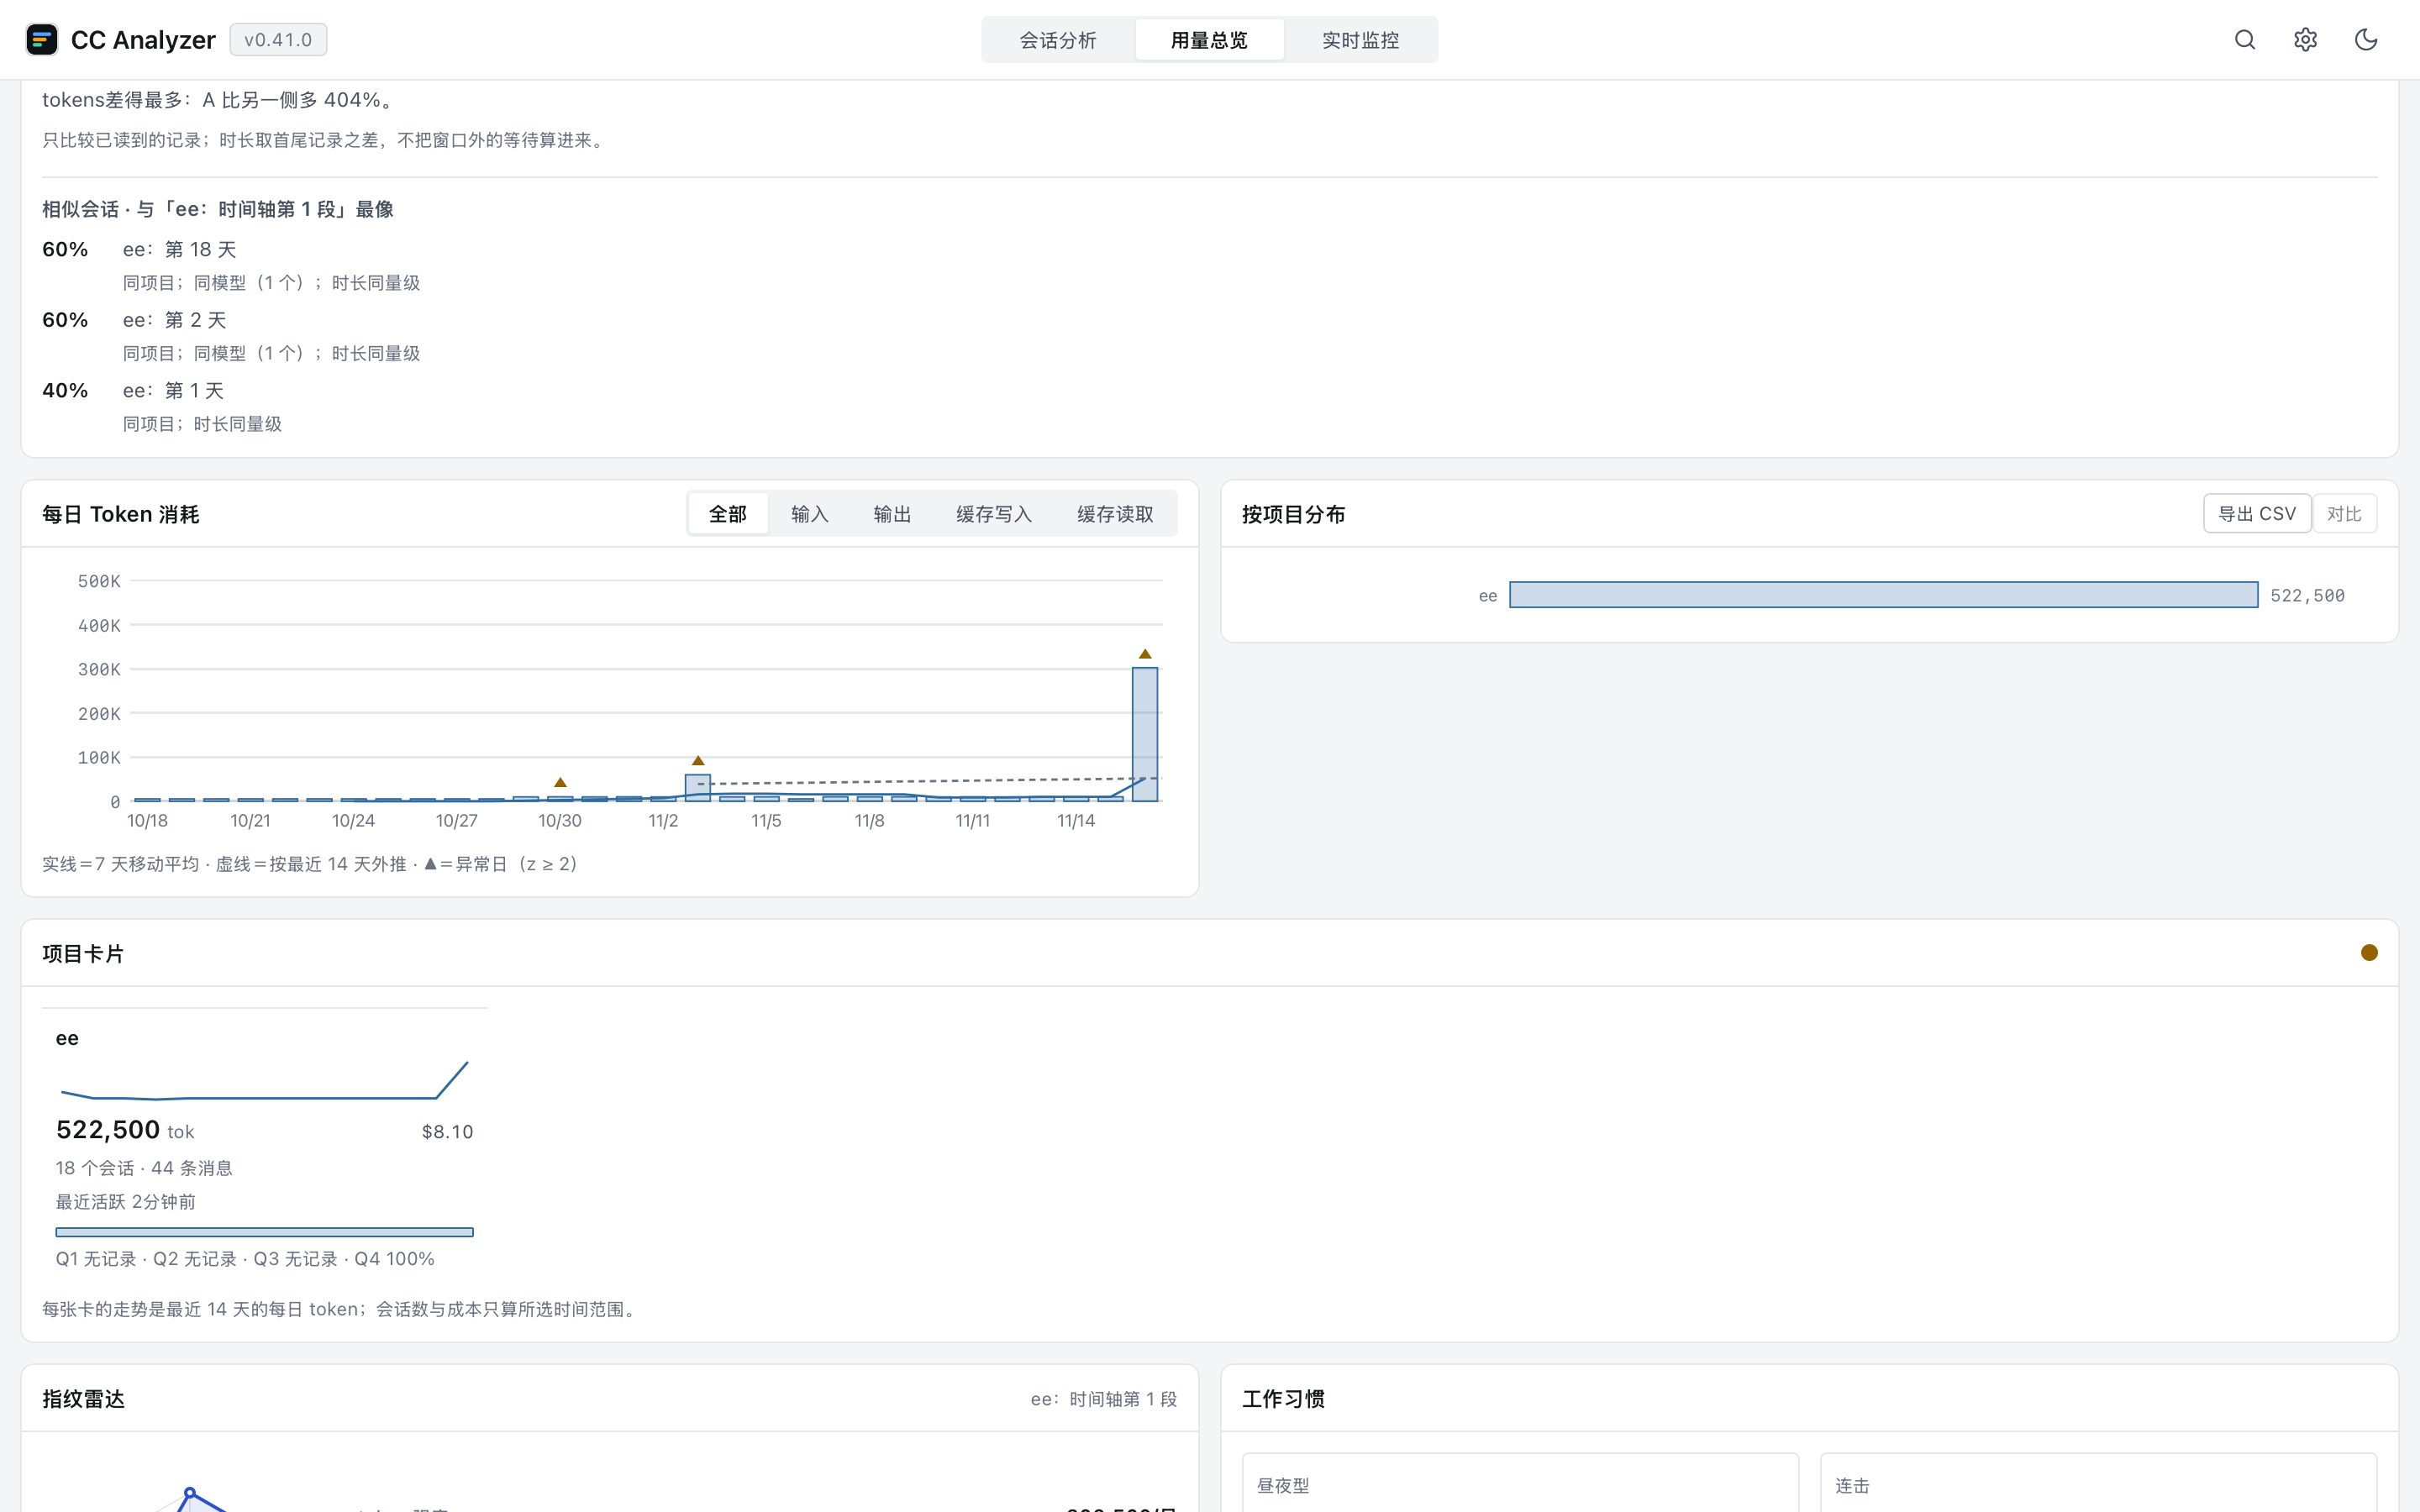 CC Analyzer v0.41.0
会话分析 用量总览 实时监控
tokens差得最多：A 比另一侧多 404%。
只比较已读到的记录；时长取首尾记录之差，不把窗口外的等待算进来。
相似会话 · 与「ee：时间轴第 1 段」最像
60% ee：第 18 天
同项目；同模型（1 个）；时长同量级
60% ee：第 2 天
同项目；同模型（1 个）；时长同量级
40% ee：第 1 天
同项目；时长同量级
每日 Token 消耗
全部 输入 输出 缓存写入 缓存读取
500K
400K
300K
200K
100K
0
10/18 10/21 10/24 10/27 10/30 11/2 11/5 11/8 11/11 11/14
实线＝7 天移动平均 · 虚线＝按最近 14 天外推 · ▲＝异常日（z ≥ 2）
按项目分布
导出 CSV 对比
ee 522,500
项目卡片
ee
522,500 tok $8.10
18 个会话 · 44 条消息
最近活跃 2分钟前
Q1 无记录 · Q2 无记录 · Q3 无记录 · Q4 100%
每张卡的走势是最近 14 天的每日 token；会话数与成本只算所选时间范围。
指纹雷达 ee：时间轴第 1 段
工作习惯
昼夜型
连击